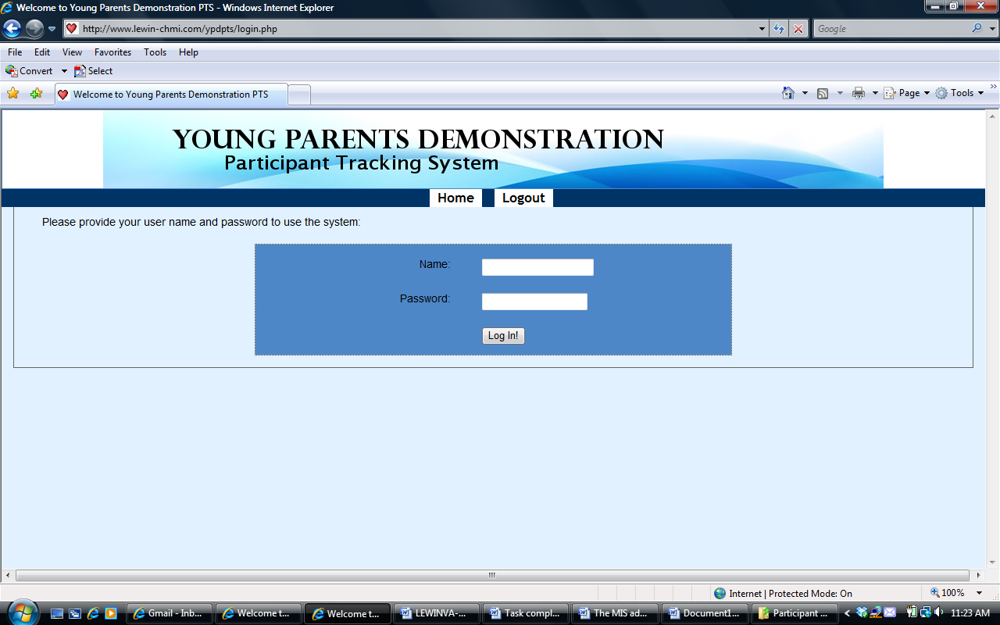 Welcome to Young Parents Demonstration PTS - Windows Internet Explorer
http://www.lewin-chmi.com/ypdpts/login.php
Google
File Edit View Favorites Tools Help
Convert Select
Welcome to Young Parents Demonstration PTS
Page Tools
YOUNG PARENTS DEMONSTRATION
Participant Tracking System
Home Logout
Please provide your user name and password to use the system:
Name:
Password:
Log In!
Internet | Protected Mode: On
100%
Gmail - Inb... Welcome t... Welcome t... LEWINVA-... Task compl... The MIS ad... Document1... Participant ... 11:23 AM